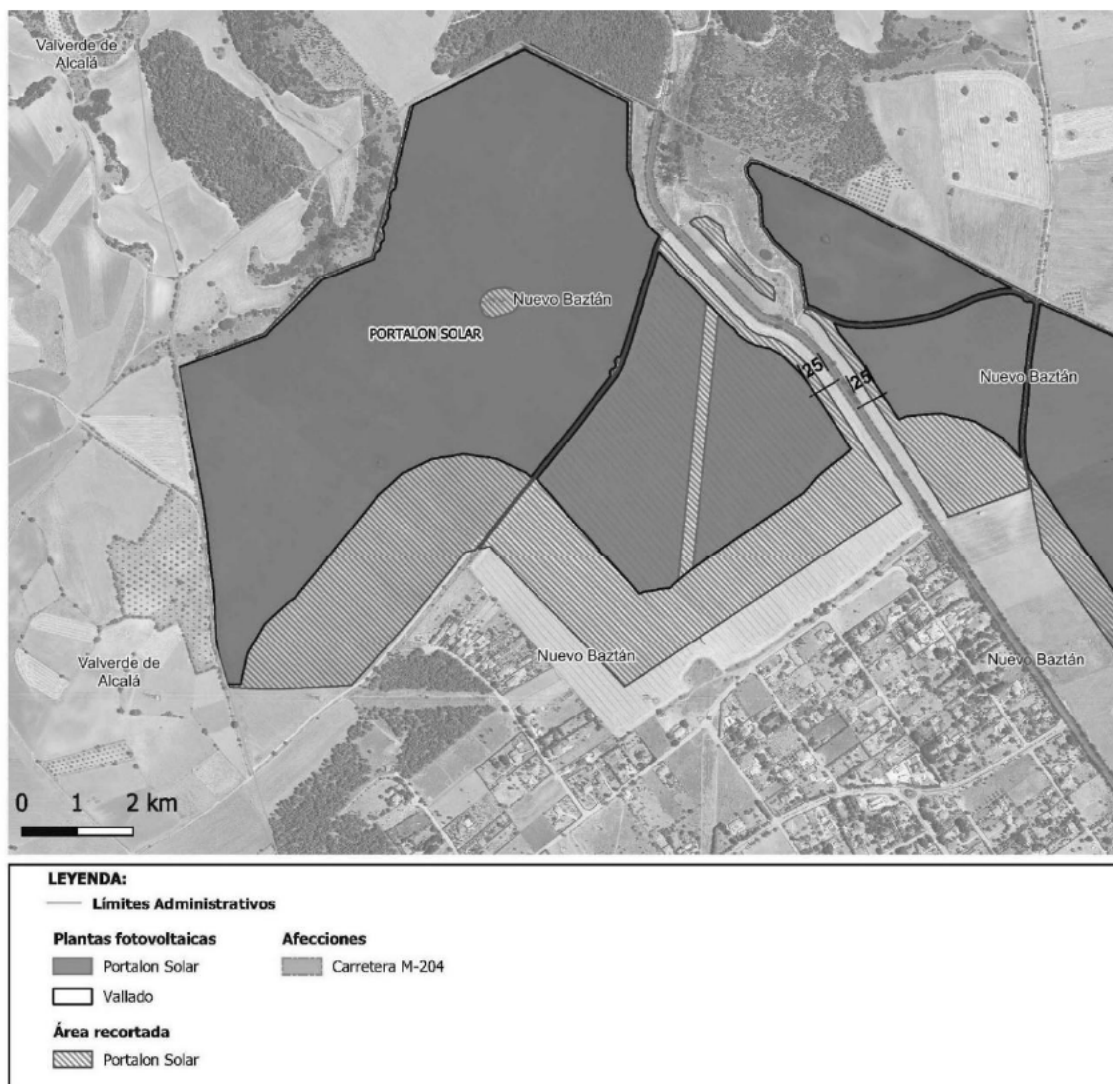 Valverde de
Alcalá
Nuevo Baztán
PORTALON SOLAR
25
25
Nuevo Baztán
Nuevo Baztán
Nuevo Baztán
Valverde de
Alcalá
0 1 2 km
LEYENDA:
Límites Administrativos
Plantas fotovoltaicas
Afecciones
Portalon Solar
Carretera M-204
Vallado
Área recortada
Portalon Solar